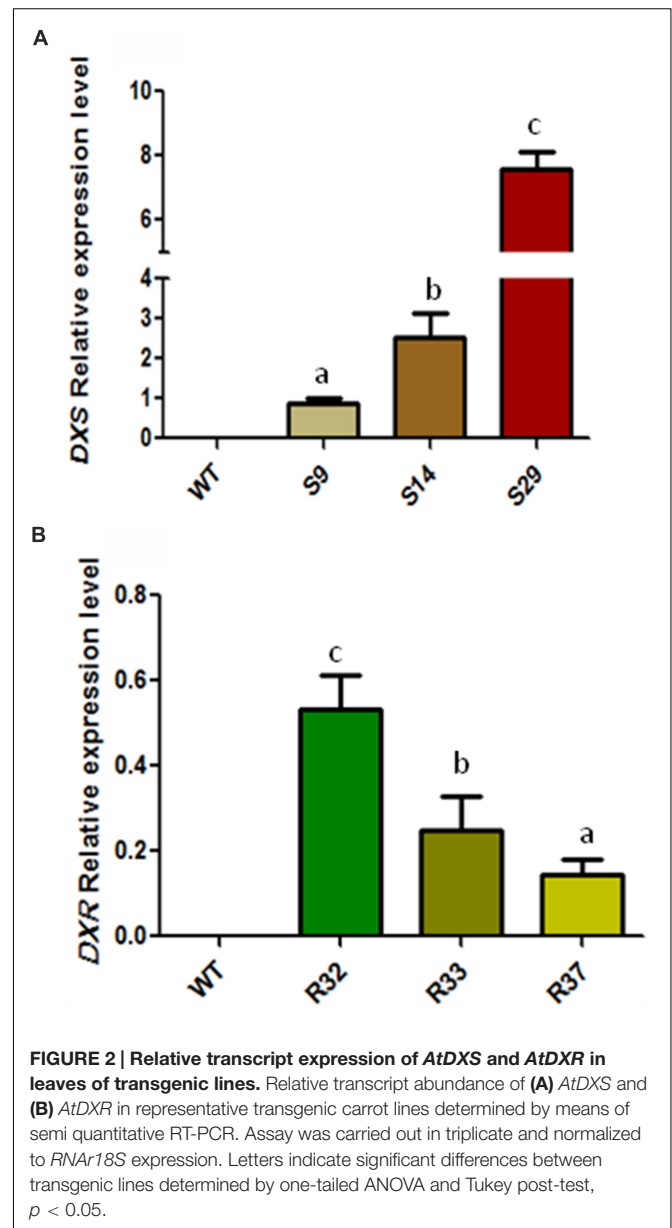 A
DXS Relative expression level
10
8
6
4
3
2
1
0
a
b
c
WT
S9
S14
S29
B
DXR Relative expression level
0.8
0.6
0.4
0.2
0.0
c
b
a
WT
R32
R33
R37
FIGURE 2 | Relative transcript expression of AtDXS and AtDXR in
leaves of transgenic lines. Relative transcript abundance of (A) AtDXS and
(B) AtDXR in representative transgenic carrot lines determined by means of
semi quantitative RT-PCR. Assay was carried out in triplicate and normalized
to RNAr18S expression. Letters indicate significant differences between
transgenic lines determined by one-tailed ANOVA and Tukey post-test,
p < 0.05.